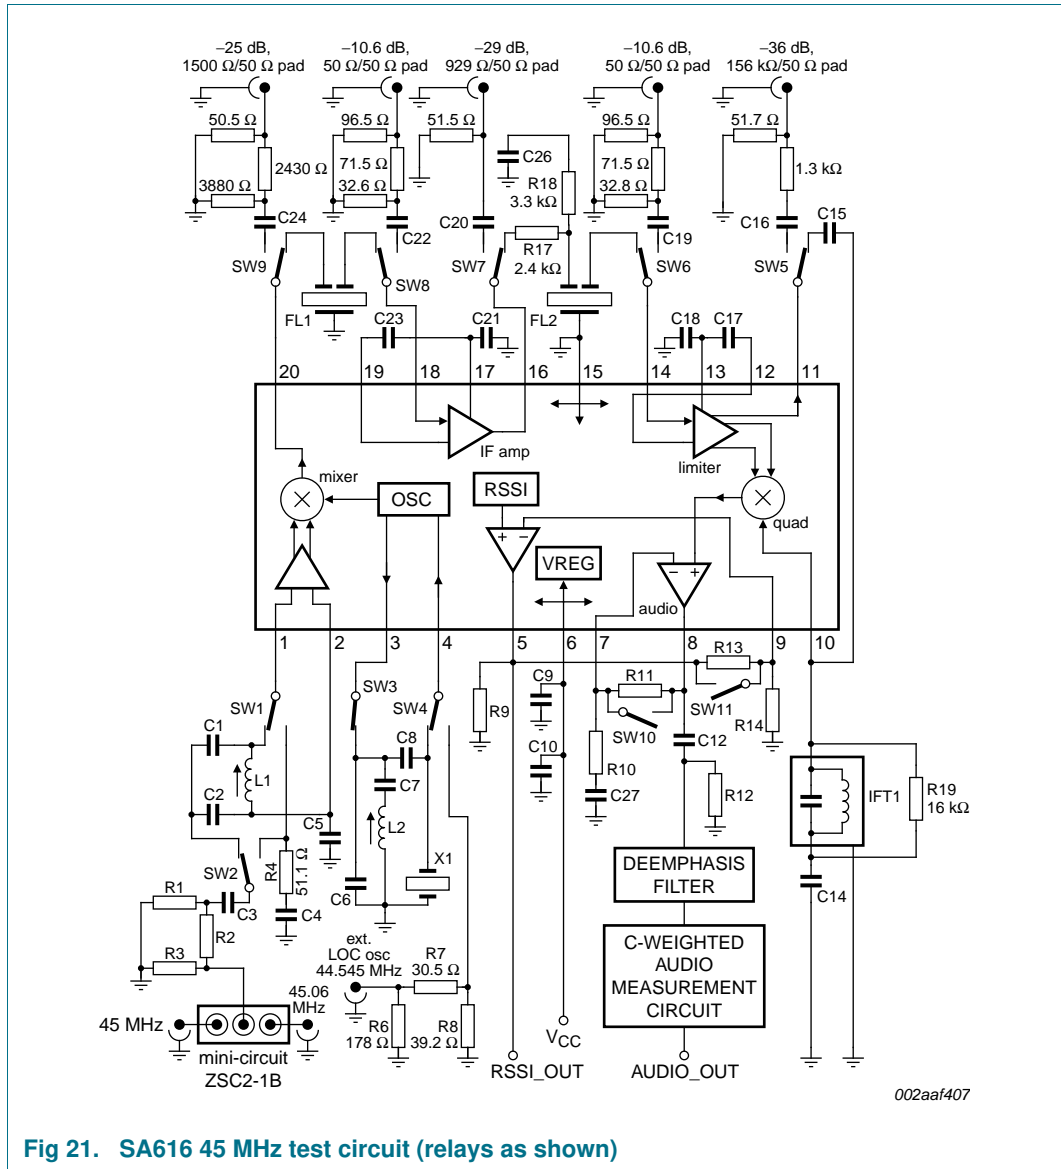 −25 dB,
1500 Ω/50 Ω pad
−10.6 dB,
50 Ω/50 Ω pad
−29 dB,
929 Ω/50 Ω pad
−10.6 dB,
50 Ω/50 Ω pad
−36 dB,
156 kΩ/50 Ω pad
50.5 Ω
2430 Ω
3880 Ω
C24
96.5 Ω
71.5 Ω
32.6 Ω
C22
51.5 Ω
C20
C26
R18
3.3 kΩ
R17
2.4 kΩ
96.5 Ω
71.5 Ω
32.8 Ω
C19
51.7 Ω
1.3 kΩ
C16
C15
SW9
SW8
SW7
SW6
SW5
FL1
FL2
C23
C21
C18
C17
20
19
18
17
16
15
14
13
12
11
mixer
IF amp
limiter
OSC
RSSI
quad
+ −
VREG
− +
audio
1
2
3
4
5
6
7
8
9
10
SW1
SW3
SW4
R9
C9
C10
R11
SW10
R13
SW11
R14
C1
L1
C2
C5
C8
C7
L2
C6
X1
R10
C27
C12
R12
IFT1
R19
16 kΩ
C14
SW2
R4
51.1 Ω
C3
C4
R1
R2
R3
DEEMPHASIS
FILTER
C-WEIGHTED
AUDIO
MEASUREMENT
CIRCUIT
ext.
LOC osc
44.545 MHz
R7
30.5 Ω
R6
178 Ω
R8
39.2 Ω
45 MHz
45.06
MHz
mini-circuit
ZSC2-1B
VCC
RSSI_OUT
AUDIO_OUT
002aaf407
Fig 21. SA616 45 MHz test circuit (relays as shown)